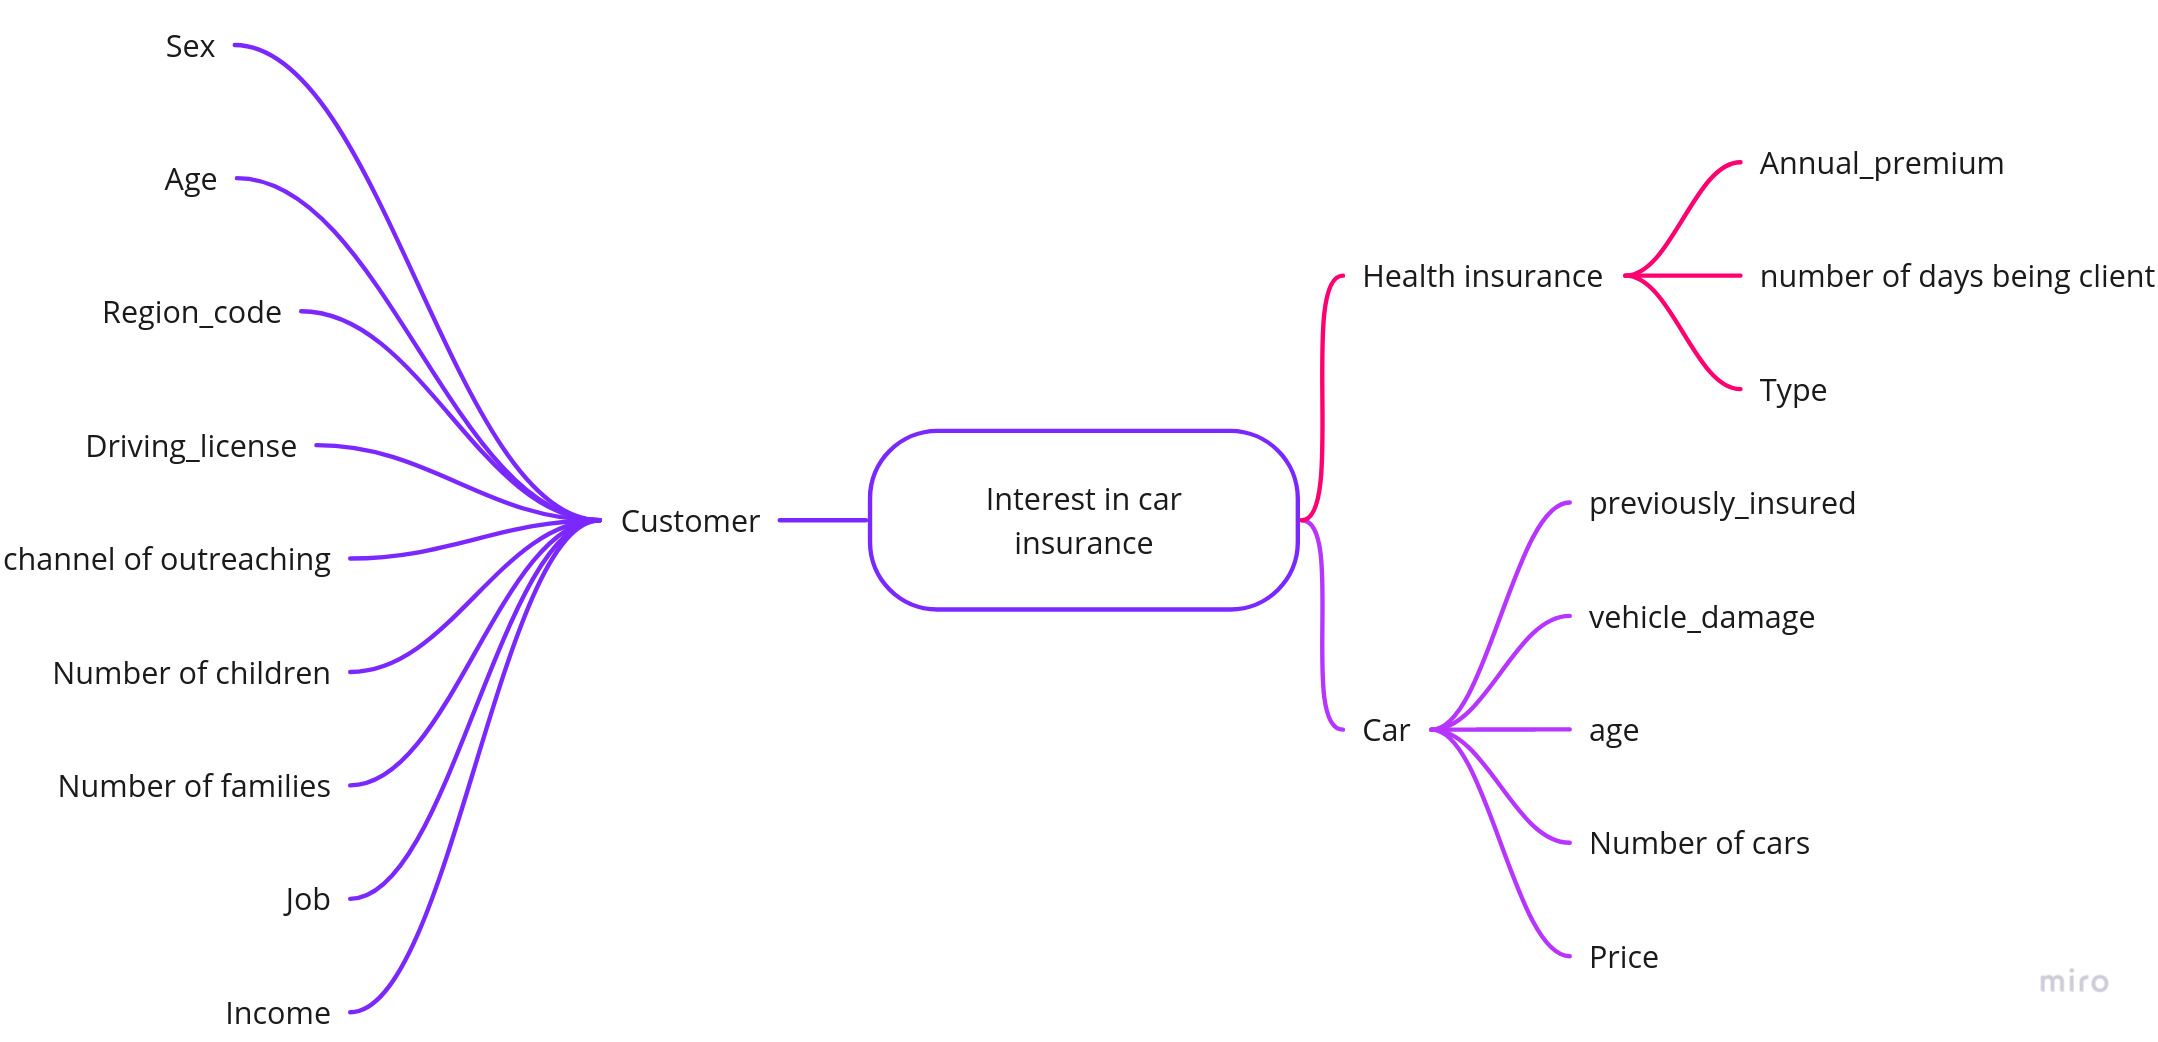 Sex
Age
Region_code
Driving_license
channel of outreaching
Number of children
Number of families
Job
Income
Customer
Interest in car
insurance
Health insurance
Annual_premium
number of days being client
Type
Car
previously_insured
vehicle_damage
age
Number of cars
Price
miro